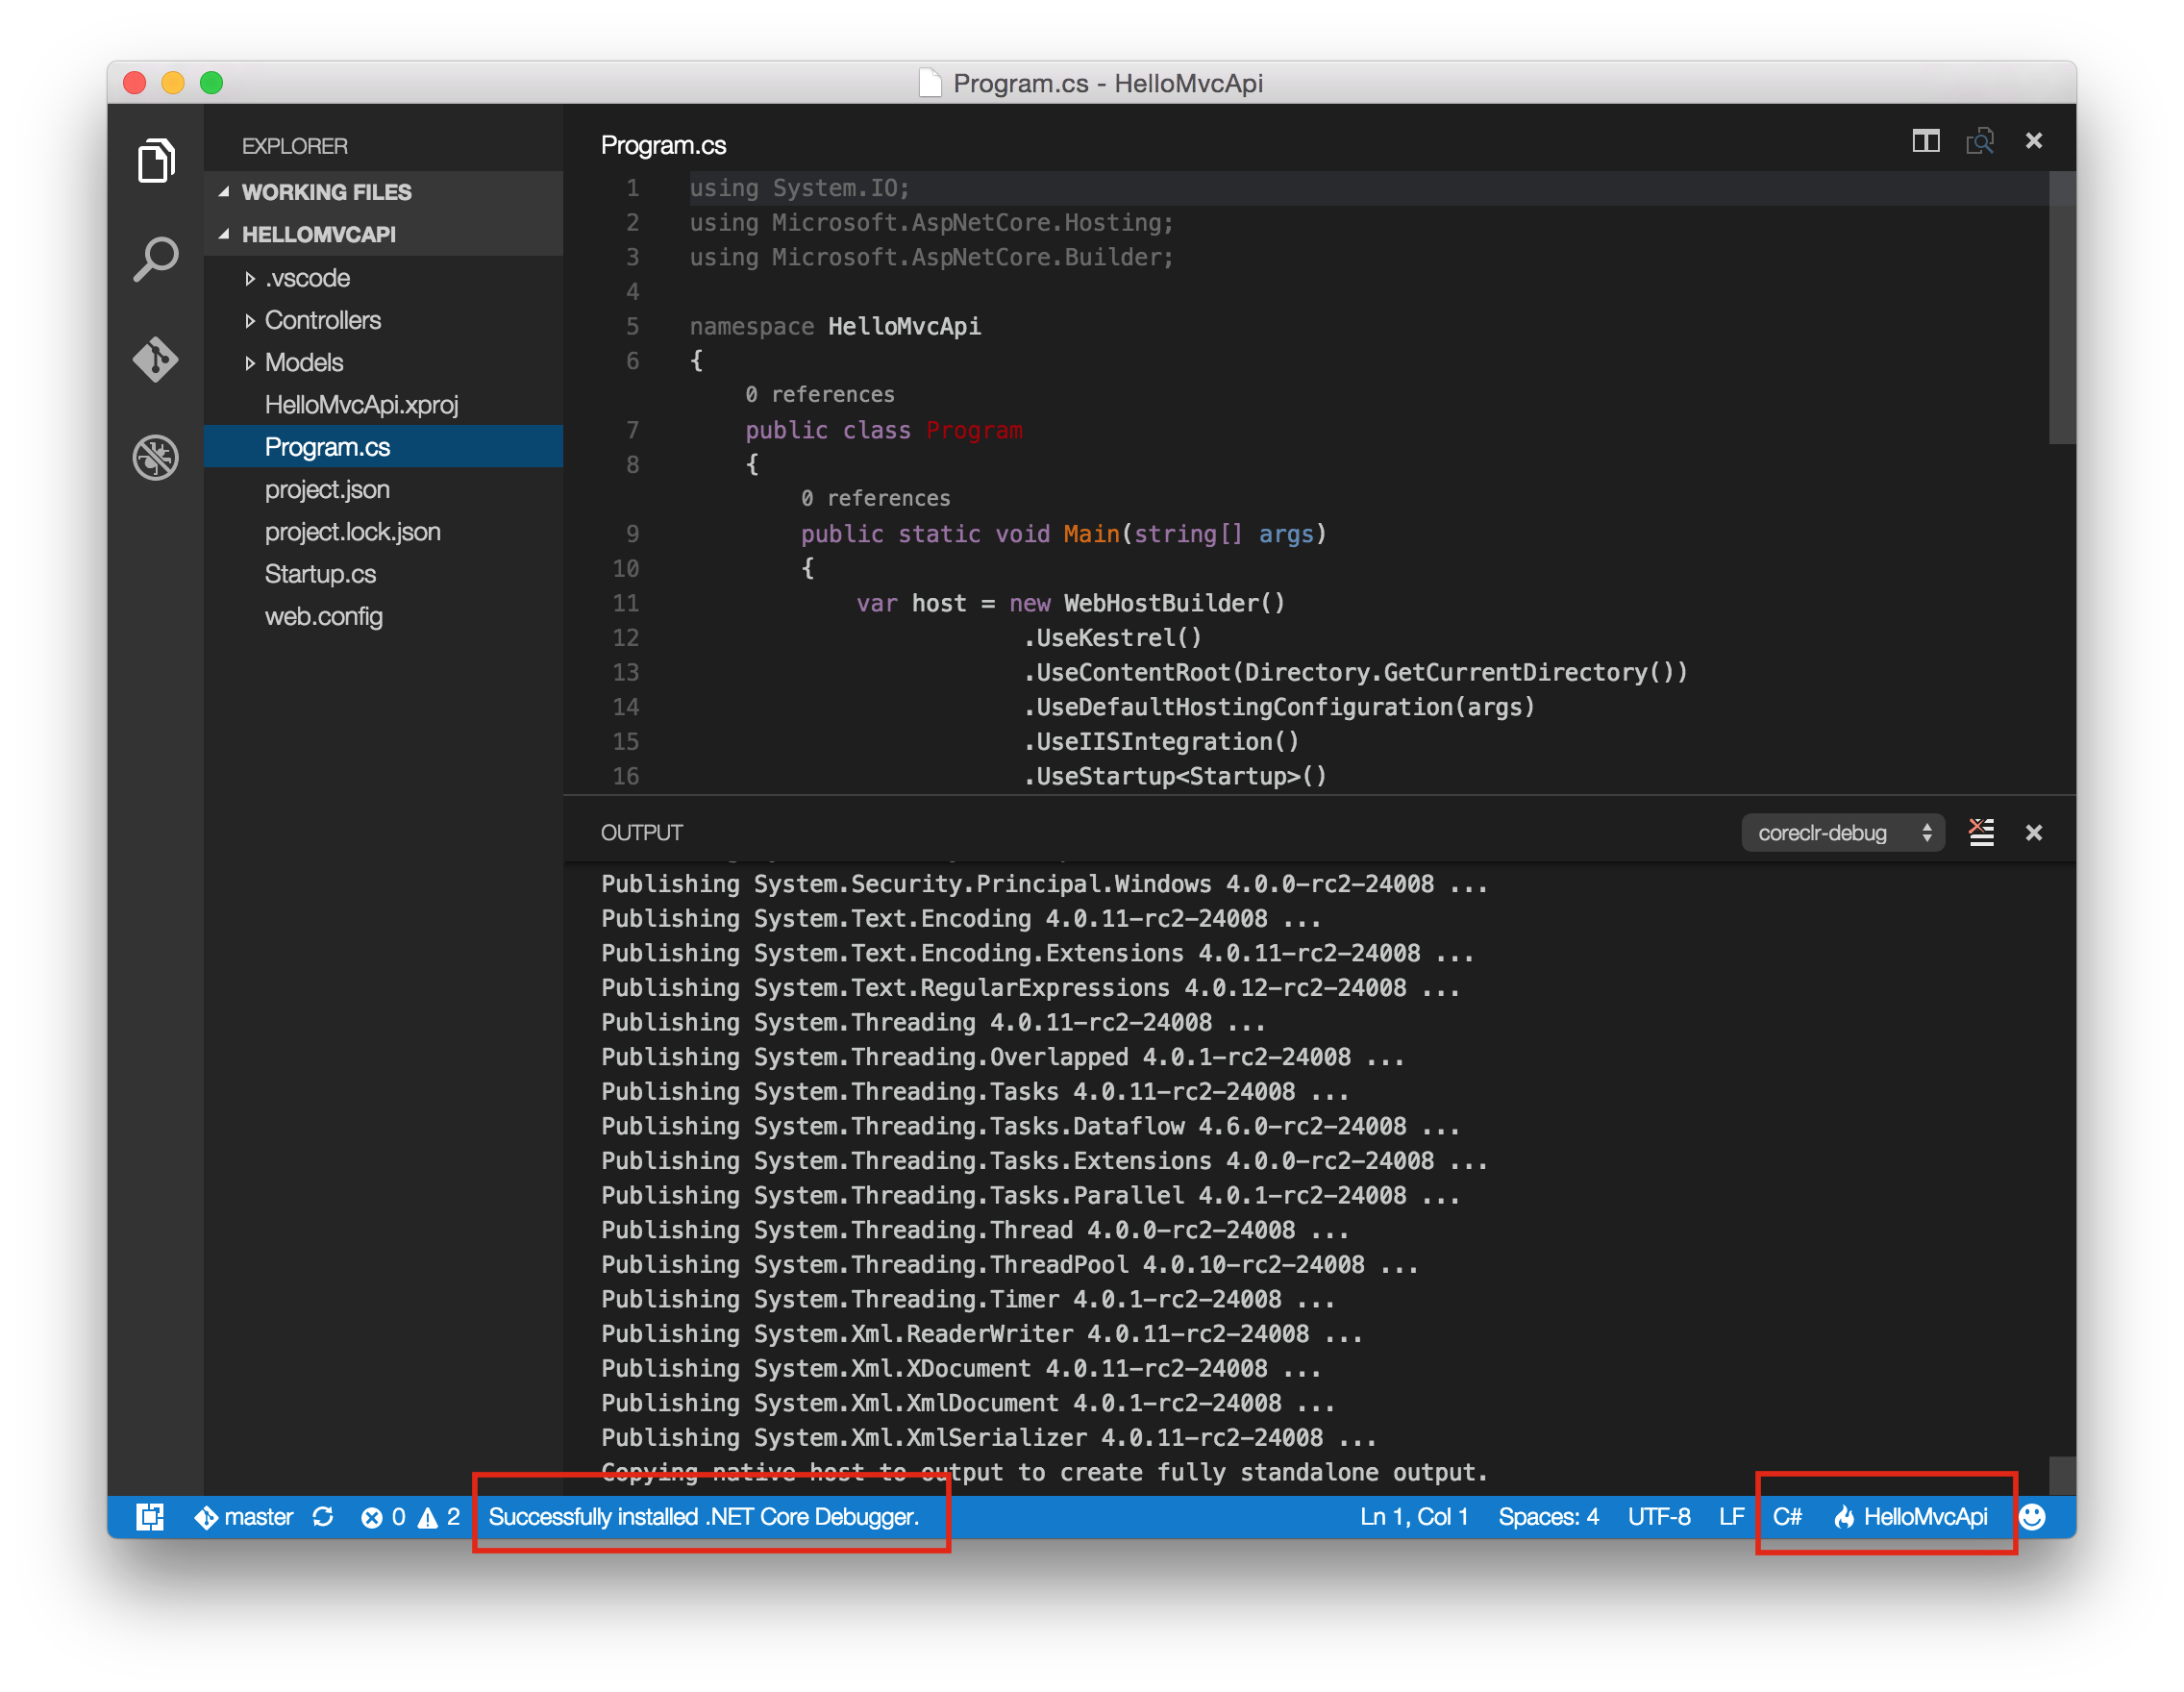 Program.cs - HelloMvcApi
EXPLORER
WORKING FILES
HELLOMVCAPI
.vscode
Controllers
Models
HelloMvcApi.xproj
Program.cs
project.json
project.lock.json
Startup.cs
web.config
Program.cs
1 using System.IO;
2 using Microsoft.AspNetCore.Hosting;
3 using Microsoft.AspNetCore.Builder;
4
5 namespace HelloMvcApi
6 {
0 references
7 public class Program
8 {
0 references
9 public static void Main(string[] args)
10 {
11 var host = new WebHostBuilder()
12 .UseKestrel()
13 .UseContentRoot(Directory.GetCurrentDirectory())
14 .UseDefaultHostingConfiguration(args)
15 .UseIISIntegration()
16 .UseStartup<Startup>()
OUTPUT coreclr-debug
Publishing System.Security.Principal.Windows 4.0.0-rc2-24008 ...
Publishing System.Text.Encoding 4.0.11-rc2-24008 ...
Publishing System.Text.Encoding.Extensions 4.0.11-rc2-24008 ...
Publishing System.Text.RegularExpressions 4.0.12-rc2-24008 ...
Publishing System.Threading 4.0.11-rc2-24008 ...
Publishing System.Threading.Overlapped 4.0.1-rc2-24008 ...
Publishing System.Threading.Tasks 4.0.11-rc2-24008 ...
Publishing System.Threading.Tasks.Dataflow 4.6.0-rc2-24008 ...
Publishing System.Threading.Tasks.Extensions 4.0.0-rc2-24008 ...
Publishing System.Threading.Tasks.Parallel 4.0.1-rc2-24008 ...
Publishing System.Threading.Thread 4.0.0-rc2-24008 ...
Publishing System.Threading.ThreadPool 4.0.10-rc2-24008 ...
Publishing System.Threading.Timer 4.0.1-rc2-24008 ...
Publishing System.Xml.ReaderWriter 4.0.11-rc2-24008 ...
Publishing System.Xml.XDocument 4.0.11-rc2-24008 ...
Publishing System.Xml.XmlDocument 4.0.1-rc2-24008 ...
Publishing System.Xml.XmlSerializer 4.0.11-rc2-24008 ...
Copying native host to output to create fully standalone output.
master 0 2 Successfully installed .NET Core Debugger. Ln 1, Col 1 Spaces: 4 UTF-8 LF C# HelloMvcApi